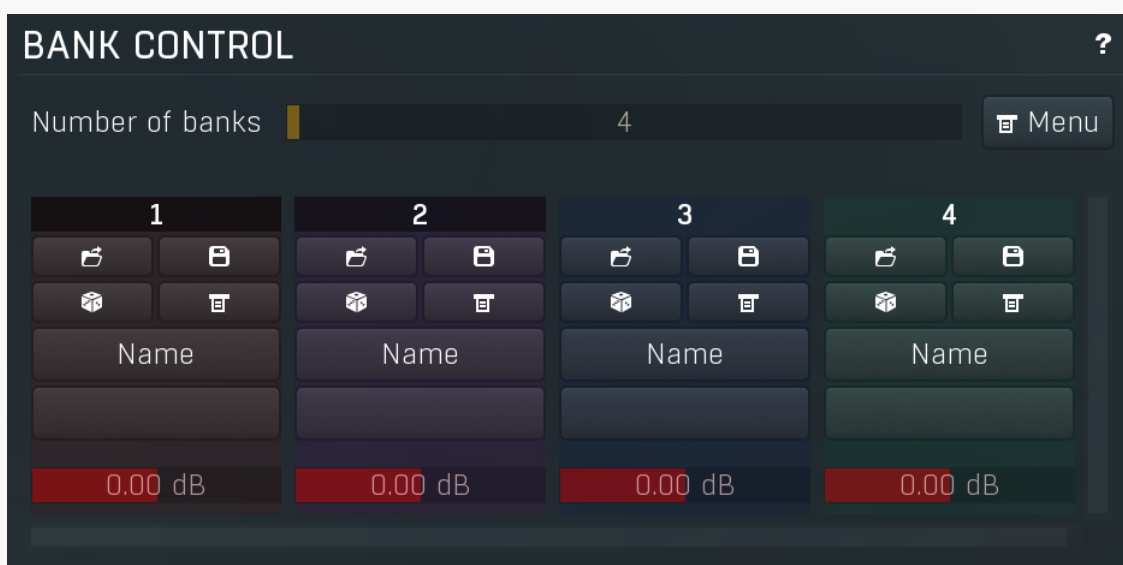 BANK CONTROL ?
Number of banks 4 Menu
1 2 3 4
Name Name Name Name
0.00 dB 0.00 dB 0.00 dB 0.00 dB